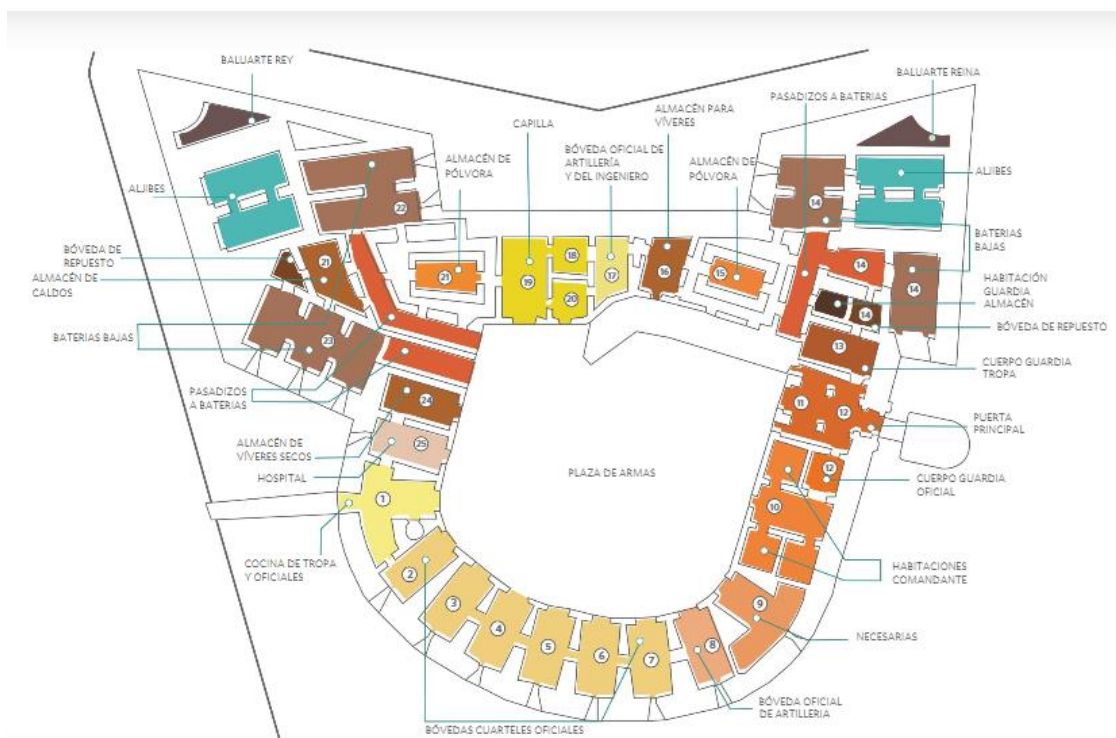 BALUARTE REY
BALUARTE REINA
PASADIZOS A BATERIAS
ALMACÉN PARA
VÍVERES
CAPILLA
BÓVEDA OFICIAL DE
ARTILLERÍA
Y DEL INGENIERO
ALMACÉN DE
PÓLVORA
ALMACÉN DE
PÓLVORA
ALJIBES
ALJIBES
22
14
BATERIAS
BAJAS
BÓVEDA DE
REPUESTO
ALMACÉN DE
CALDOS
21
21
19
18
17
20
16
15
14
14
HABITACIÓN
GUARDIA
ALMACÉN
14
BÓVEDA DE REPUESTO
BATERIAS BAJAS
23
13
CUERPO GUARDIA
TROPA
PASADIZOS
A BATERIAS
24
11
12
PUERTA
PRINCIPAL
ALMACÉN DE
VÍVERES SECOS
25
HOSPITAL
PLAZA DE ARMAS
12
CUERPO GUARDIA
OFICIAL
1
10
COCINA DE TROPA
Y OFICIALES
HABITACIONES
COMANDANTE
2
3
4
5
6
7
8
9
NECESARIAS
BÓVEDA OFICIAL
DE ARTILLERIA
BÓVEDAS CUARTELES OFICIALES